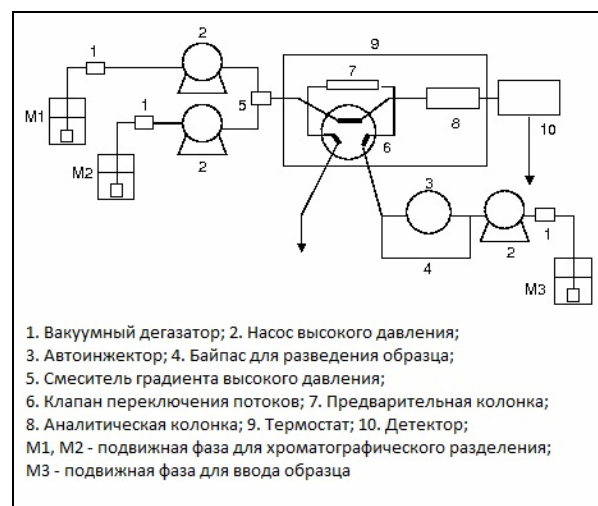 2
9
1
7
M1
1
5
8
10
M2
2
6
3
1
2
4
M3
1. Вакуумный дегазатор; 2. Насос высокого давления;
3. Автоинжектор; 4. Байпас для разведения образца;
5. Смеситель градиента высокого давления;
6. Клапан переключения потоков; 7. Предварительная колонка;
8. Аналитическая колонка; 9. Термостат; 10. Детектор;
М1, М2 - подвижная фаза для хроматографического разделения;
М3 - подвижная фаза для ввода образца